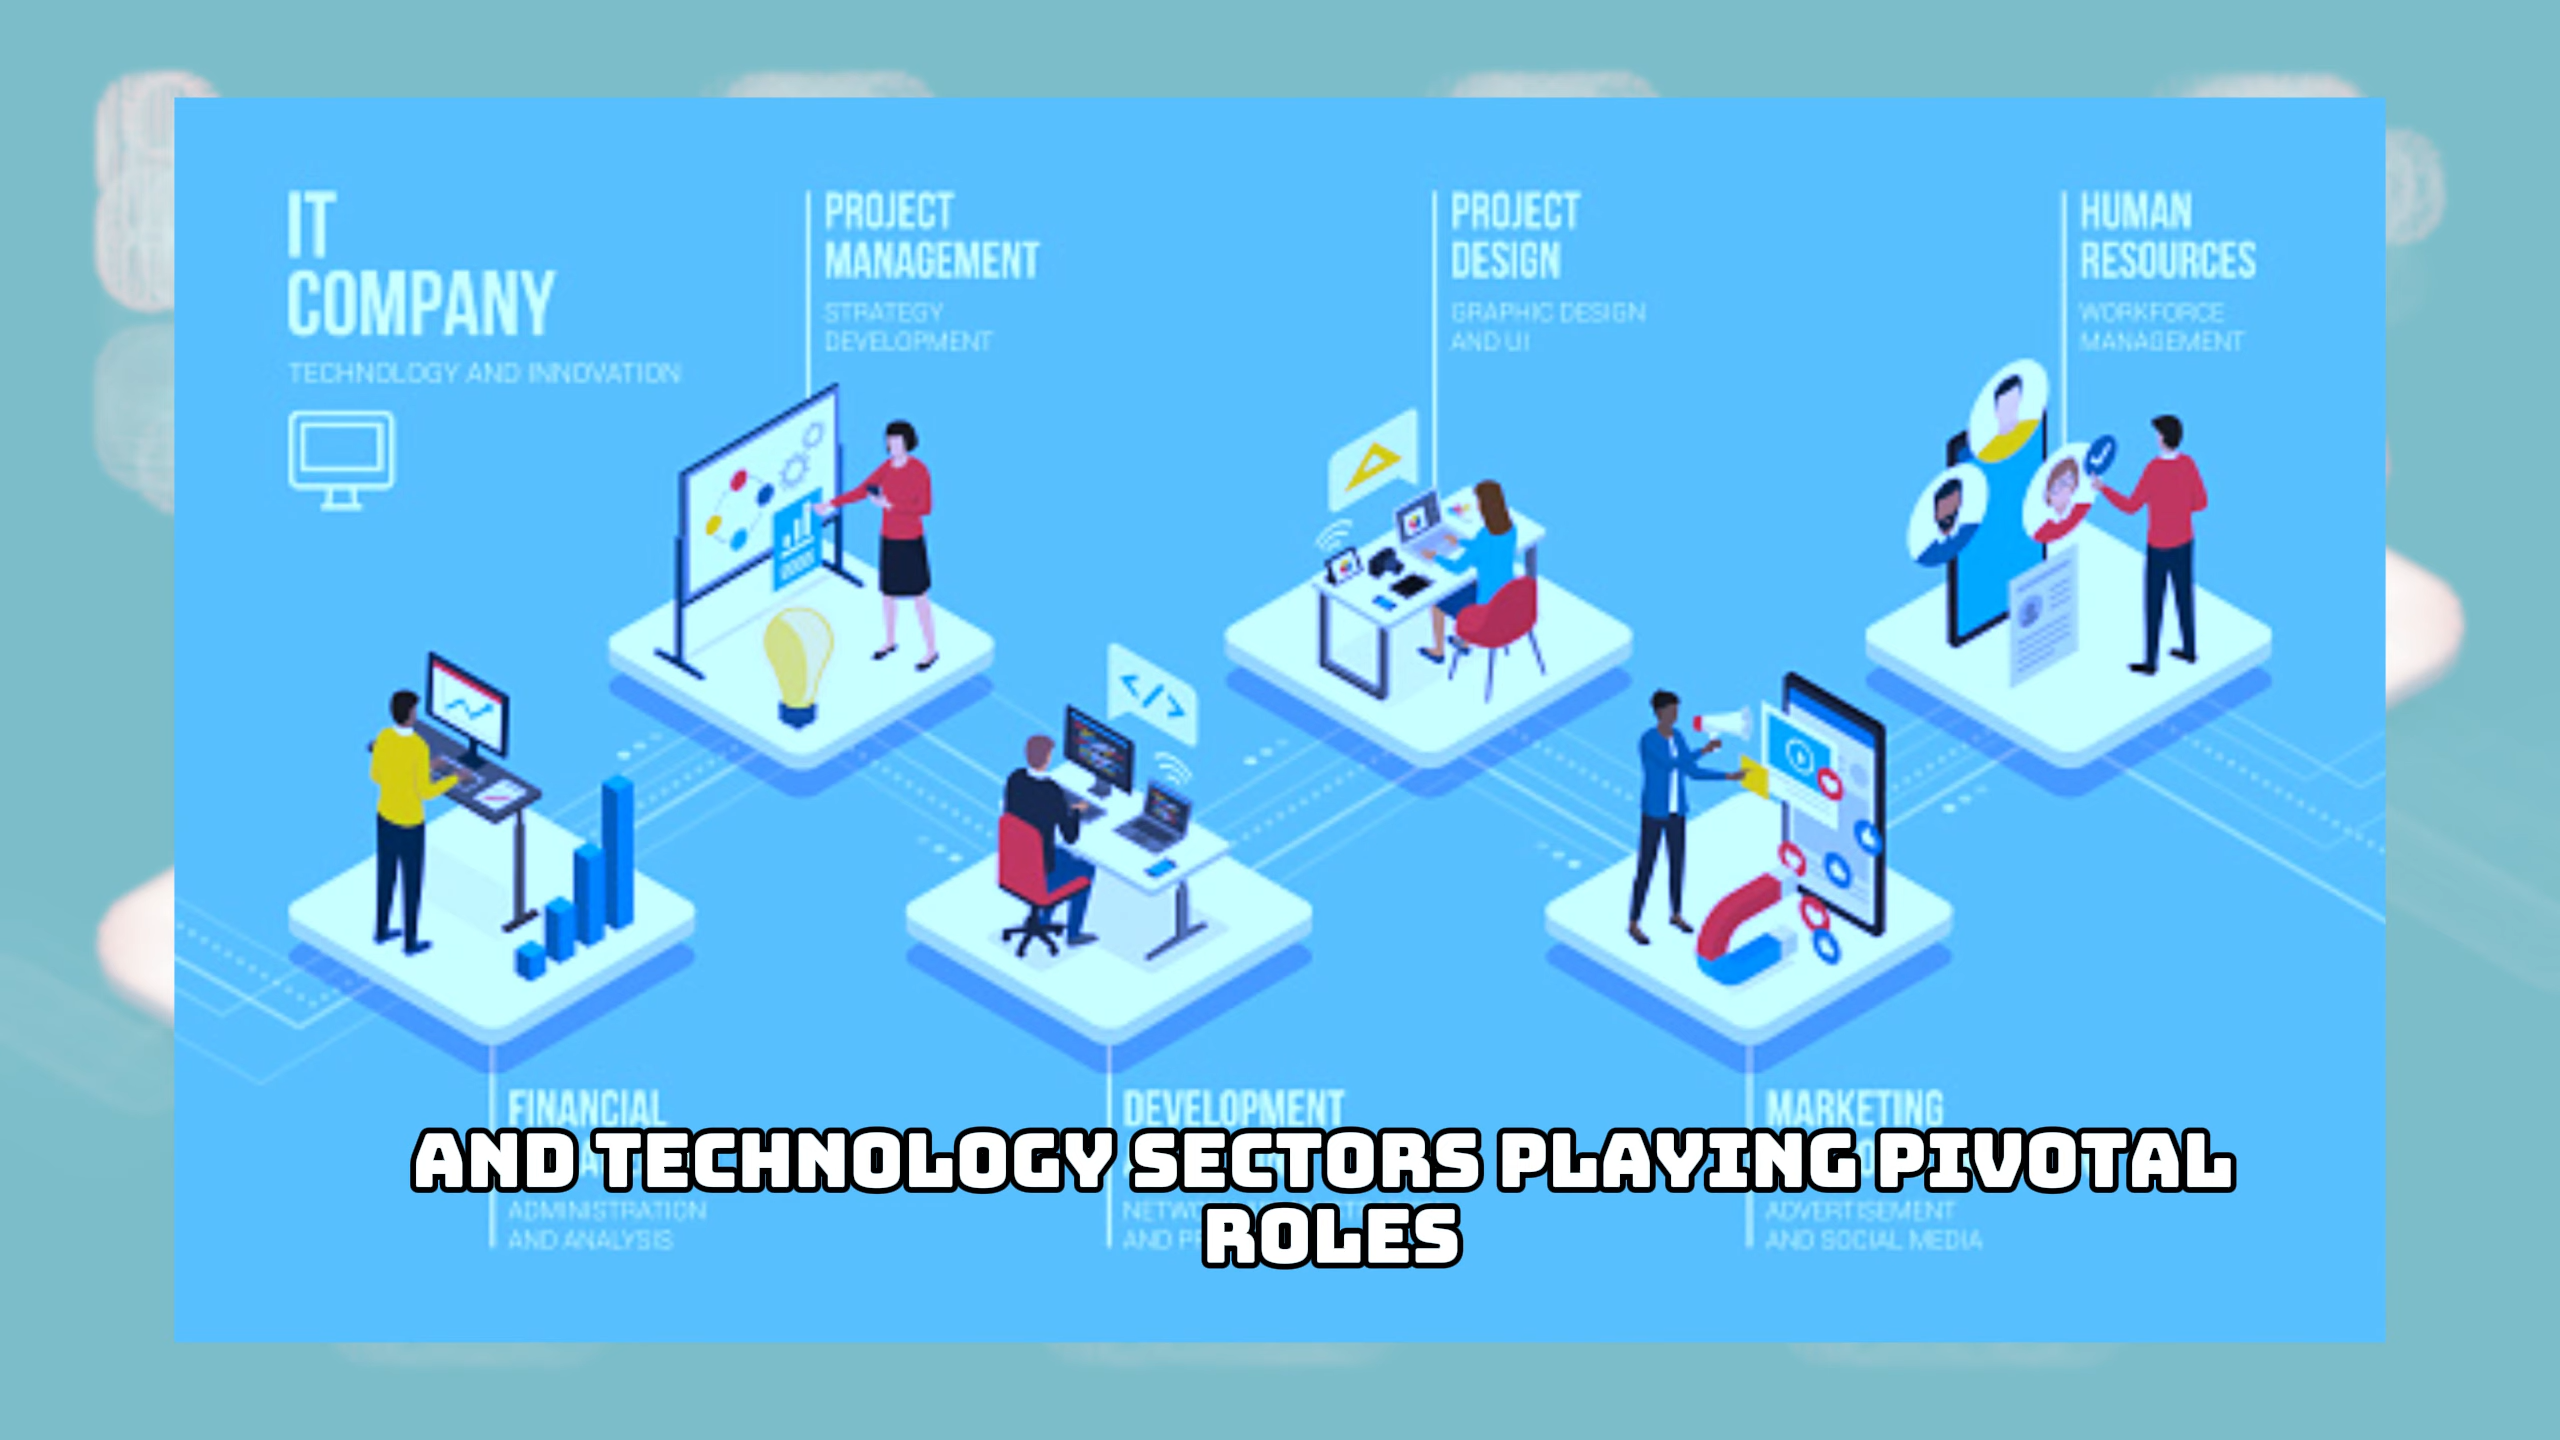 IT
COMPANY
TECHNOLOGY AND INNOVATION
PROJECT
MANAGEMENT
STRATEGY
DEVELOPMENT
PROJECT
DESIGN
GRAPHIC DESIGN
AND UI
HUMAN
RESOURCES
WORKFORCE
MANAGEMENT
</>
FINANCIAL
ADMINISTRATION
AND ANALYSIS
DEVELOPMENT
AND
MARKETING
ADVERTISEMENT
AND SOCIAL MEDIA
AND TECHNOLOGY SECTORS PLAYING PIVOTAL
ROLES